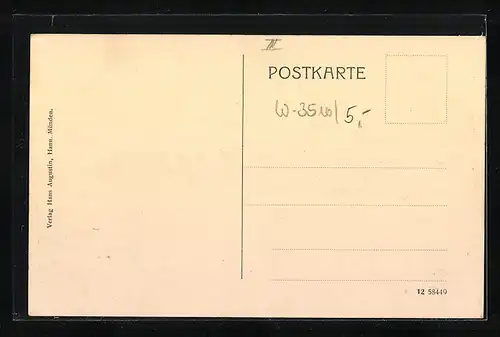 III
POSTKARTE
W-3510/5,-
Verlag Hans Augustin, Hann. Münden.
12 58449